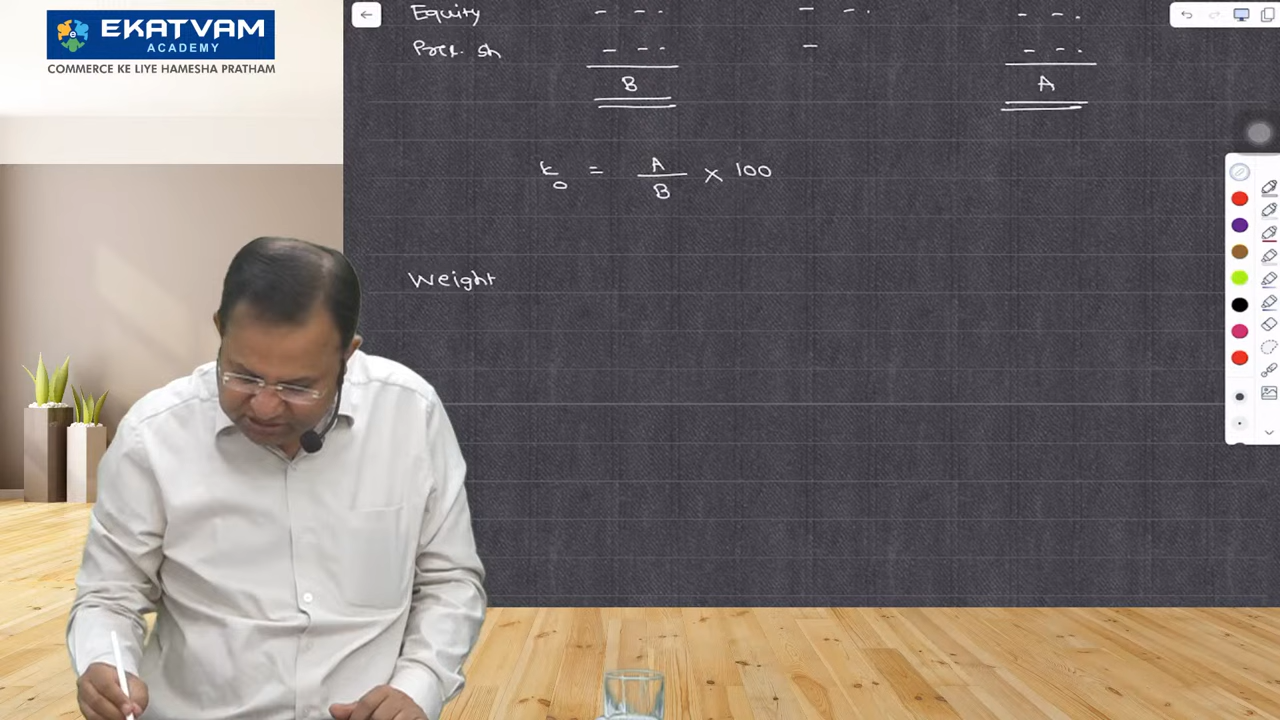 EKATVAM
ACADEMY
COMMERCE KE LIYE HAMESHA PRATHAM
Equity - - - - - - - - -
Pref. sh - - - - - - -
B A
K0 = A/B × 100
Weight